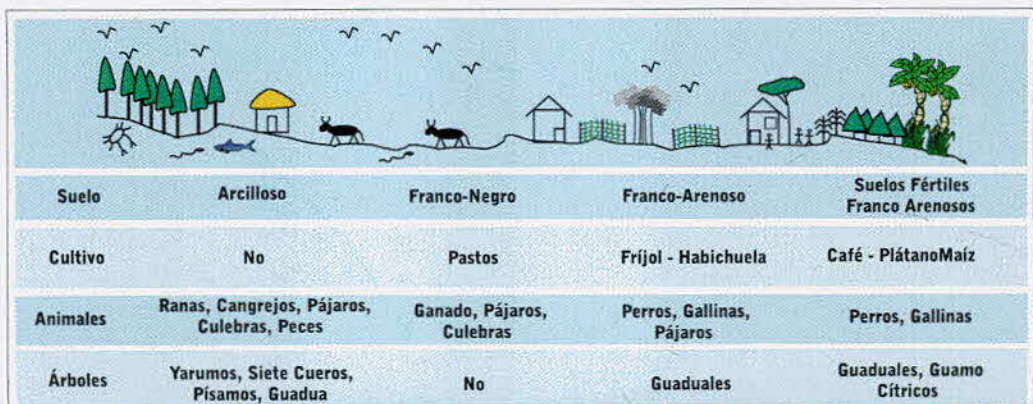 Suelo
Arcilloso
Franco-Negro
Franco-Arenoso
Suelos Fértiles
Franco Arenosos
Cultivo
No
Pastos
Fríjol - Habichuela
Café - PlátanoMaíz
Animales
Ranas, Cangrejos, Pájaros,
Culebras, Peces
Ganado, Pájaros,
Culebras
Perros, Gallinas,
Pájaros
Perros, Gallinas
Árboles
Yarumos, Siete Cueros,
Písamos, Guadua
No
Guaduales
Guaduales, Guamo
Cítricos